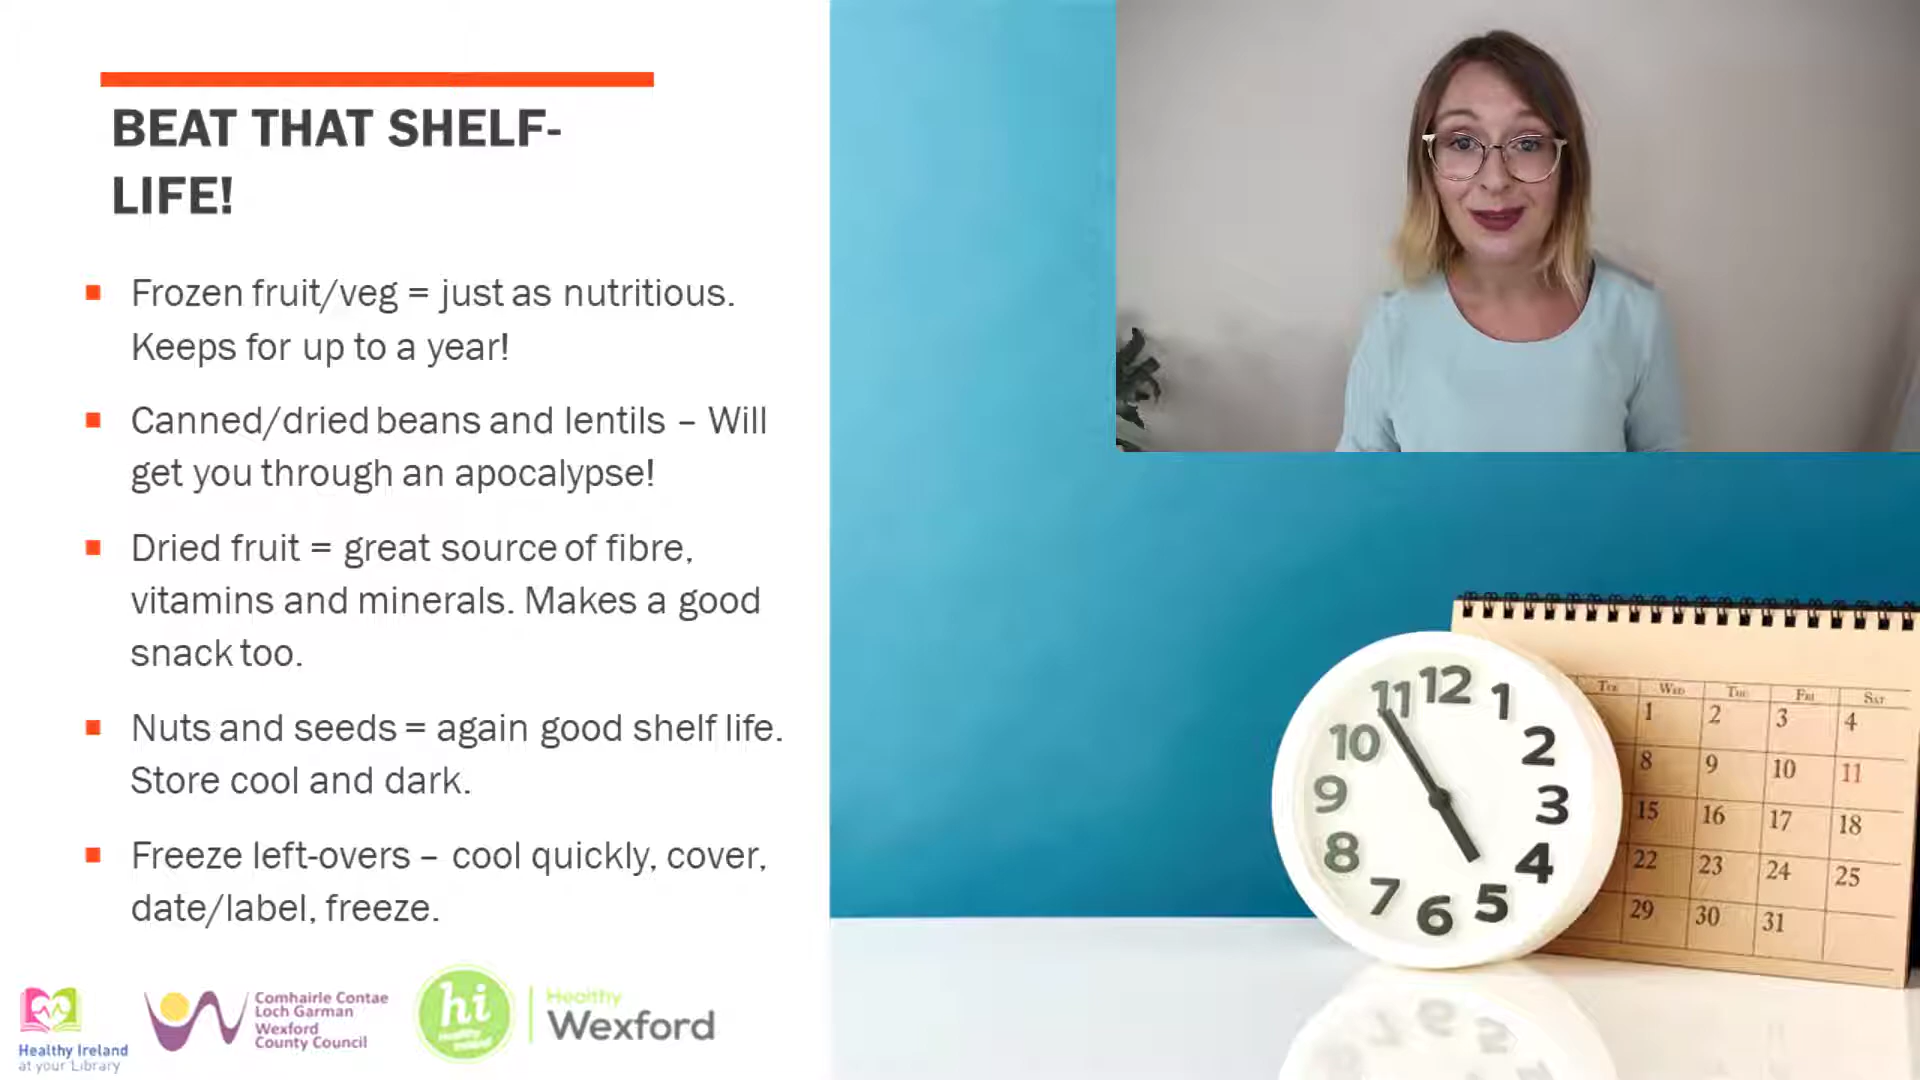 BEAT THAT SHELF-
LIFE!
Frozen fruit/veg = just as nutritious.
Keeps for up to a year!
Canned/dried beans and lentils – Will
get you through an apocalypse!
Dried fruit = great source of fibre,
vitamins and minerals. Makes a good
snack too.
Nuts and seeds = again good shelf life.
Store cool and dark.
Freeze left-overs – cool quickly, cover,
date/label, freeze.
Healthy Ireland
at your Library
Comhairle Contae
Loch Garman
Wexford
County Council
hi
Healthy
Ireland
Healthy
Wexford
12
11
1
10
2
9
3
8
4
7
6
5
Tue Wed Thu Fri Sat
1 2 3 4
8 9 10 11
15 16 17 18
22 23 24 25
29 30 31